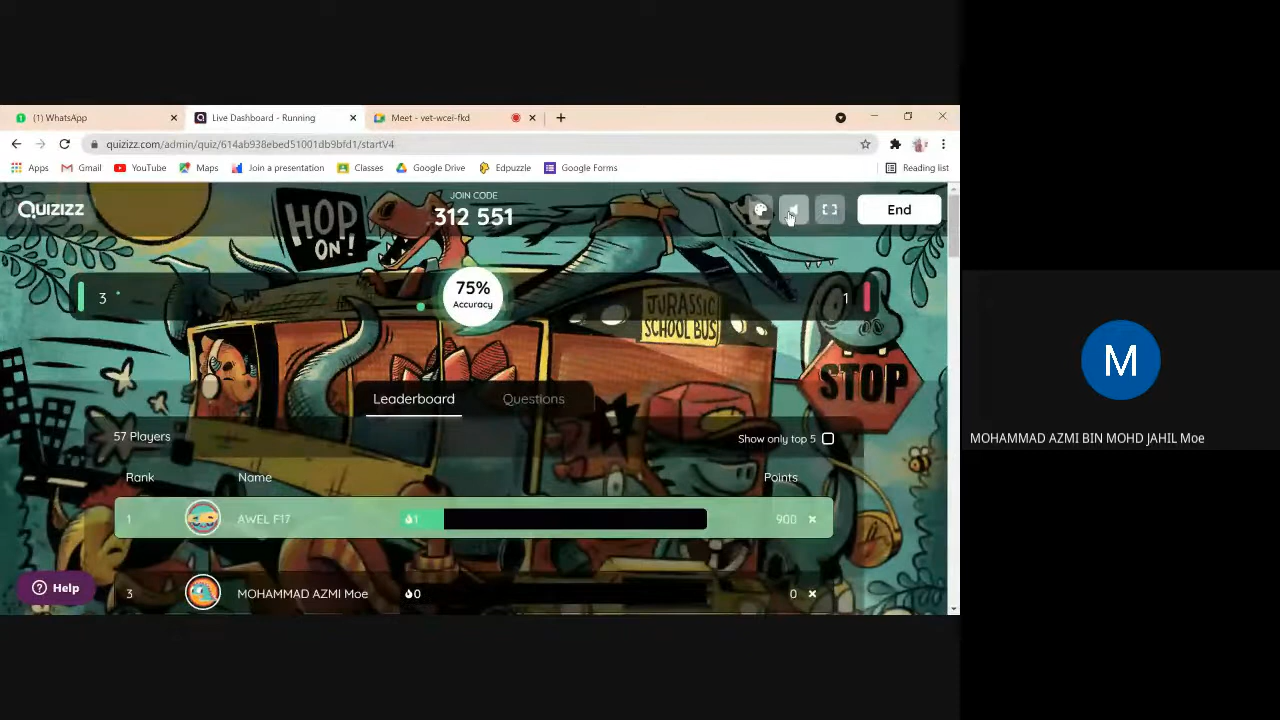 1
(1) WhatsApp
Live Dashboard - Running
Meet - vet-wcei-fkd
quizizz.com/admin/quiz/614ab938ebed51001db9bfd1/startV4
Apps
Gmail
YouTube
Maps
Join a presentation
Classes
Google Drive
Edpuzzle
Google Forms
Reading list
QUIZIZZ
HOP ON!
JOIN CODE
312 551
End
3
75%
Accuracy
1
JURASSIC
SCHOOL BUS
STOP
Leaderboard
Questions
57 Players
Show only top 5
Rank
Name
Points
1
AWEL F17
1
900
3
MOHAMMAD AZMI Moe
0
0
Help
M
MOHAMMAD AZMI BIN MOHD JAHIL Moe